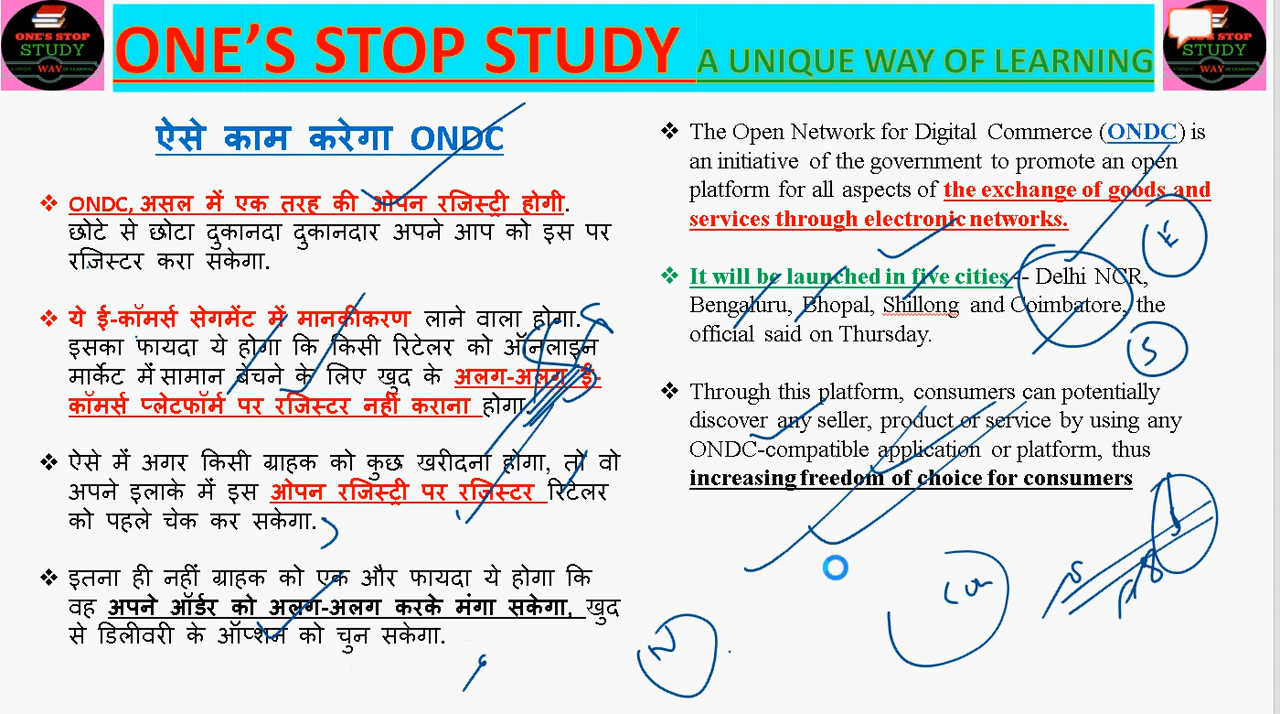 ONE'S STOP STUDY
WAY OF LEARNING
ONE'S STOP STUDY A UNIQUE WAY OF LEARNING
STUDY
WAY OF LEARNING
ऐसे काम करेगा ONDC
❖ ONDC, असल में एक तरह की ओपन रजिस्ट्री होगी.
छोटे से छोटा दुकानदा दुकानदार अपने आप को इस पर
रजिस्टर करा सकेगा.
❖ ये ई-कॉमर्स सेगमेंट में मानकीकरण लाने वाला होगा.
इसका फायदा ये होगा कि किसी रिटेलर को ऑनलाइन
मार्केट में सामान बेचने के लिए खुद के अलग-अलग ई-
कॉमर्स प्लेटफॉर्म पर रजिस्टर नहीं कराना होगा.
❖ ऐसे में अगर किसी ग्राहक को कुछ खरीदना होगा, तो वो
अपने इलाके में इस ओपन रजिस्ट्री पर रजिस्टर रिटेलर
को पहले चेक कर सकेगा.
❖ इतना ही नहीं ग्राहक को एक और फायदा ये होगा कि
वह अपने ऑर्डर को अलग-अलग करके मंगा सकेगा, खुद
से डिलीवरी के ऑप्शन को चुन सकेगा.
❖ The Open Network for Digital Commerce (ONDC) is
an initiative of the government to promote an open
platform for all aspects of the exchange of goods and
services through electronic networks.
❖ It will be launched in five cities -- Delhi NCR,
Bengaluru, Bhopal, Shillong and Coimbatore, the
official said on Thursday.
❖ Through this platform, consumers can potentially
discover any seller, product or service by using any
ONDC-compatible application or platform, thus
increasing freedom of choice for consumers
E
S
N